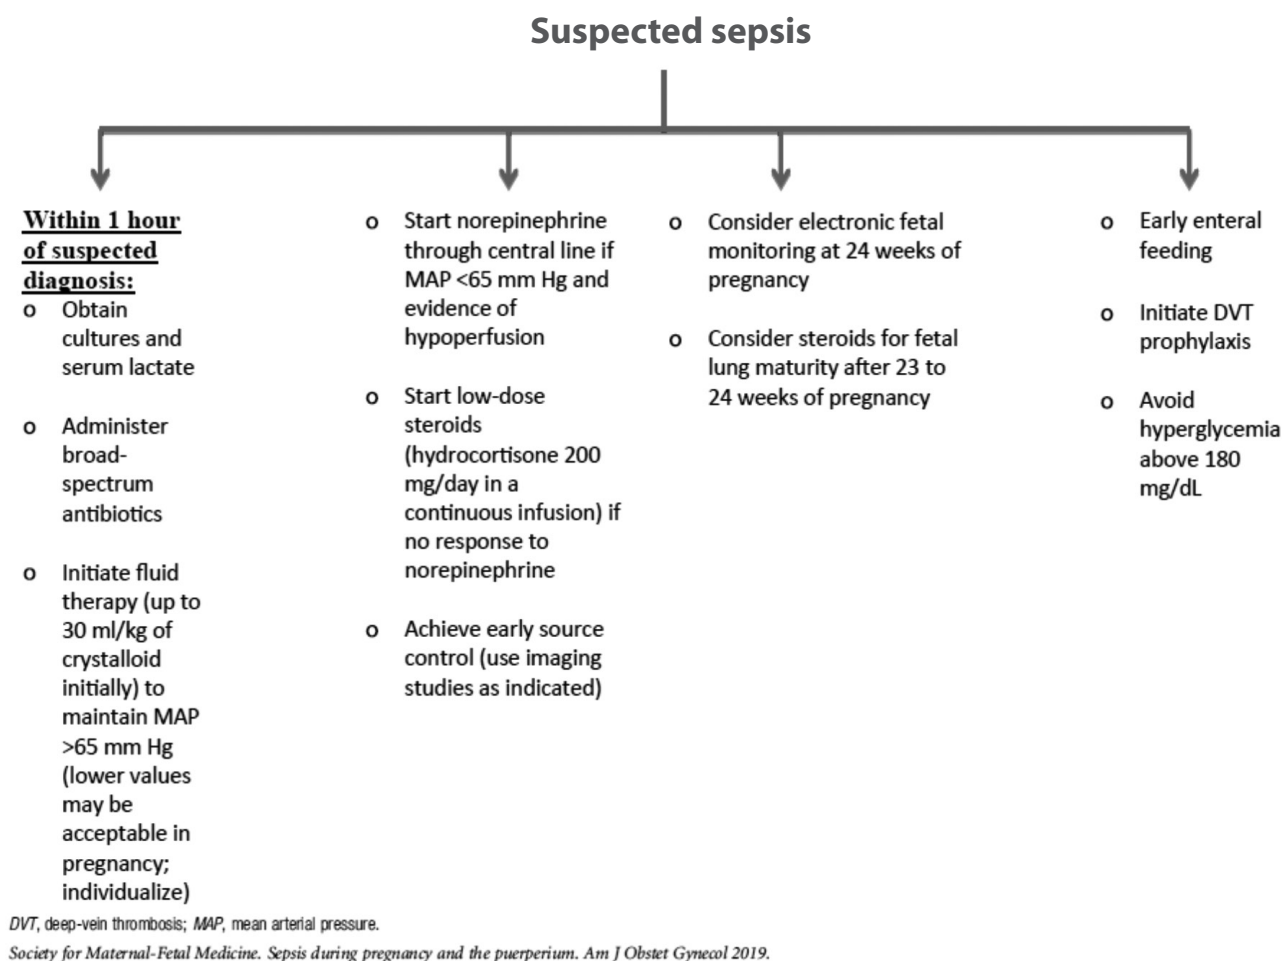 Suspected sepsis
Within 1 hour
of suspected
diagnosis:
o Obtain
cultures and
serum lactate
o Administer
broad-
spectrum
antibiotics
o Initiate fluid
therapy (up to
30 ml/kg of
crystalloid
initially) to
maintain MAP
>65 mm Hg
(lower values
may be
acceptable in
pregnancy;
individualize)
o Start norepinephrine
through central line if
MAP <65 mm Hg and
evidence of
hypoperfusion
o Start low-dose
steroids
(hydrocortisone 200
mg/day in a
continuous infusion) if
no response to
norepinephrine
o Achieve early source
control (use imaging
studies as indicated)
o Consider electronic fetal
monitoring at 24 weeks of
pregnancy
o Consider steroids for fetal
lung maturity after 23 to
24 weeks of pregnancy
o Early enteral
feeding
o Initiate DVT
prophylaxis
o Avoid
hyperglycemia
above 180
mg/dL
DVT, deep-vein thrombosis; MAP, mean arterial pressure.
Society for Maternal-Fetal Medicine. Sepsis during pregnancy and the puerperium. Am J Obstet Gynecol 2019.